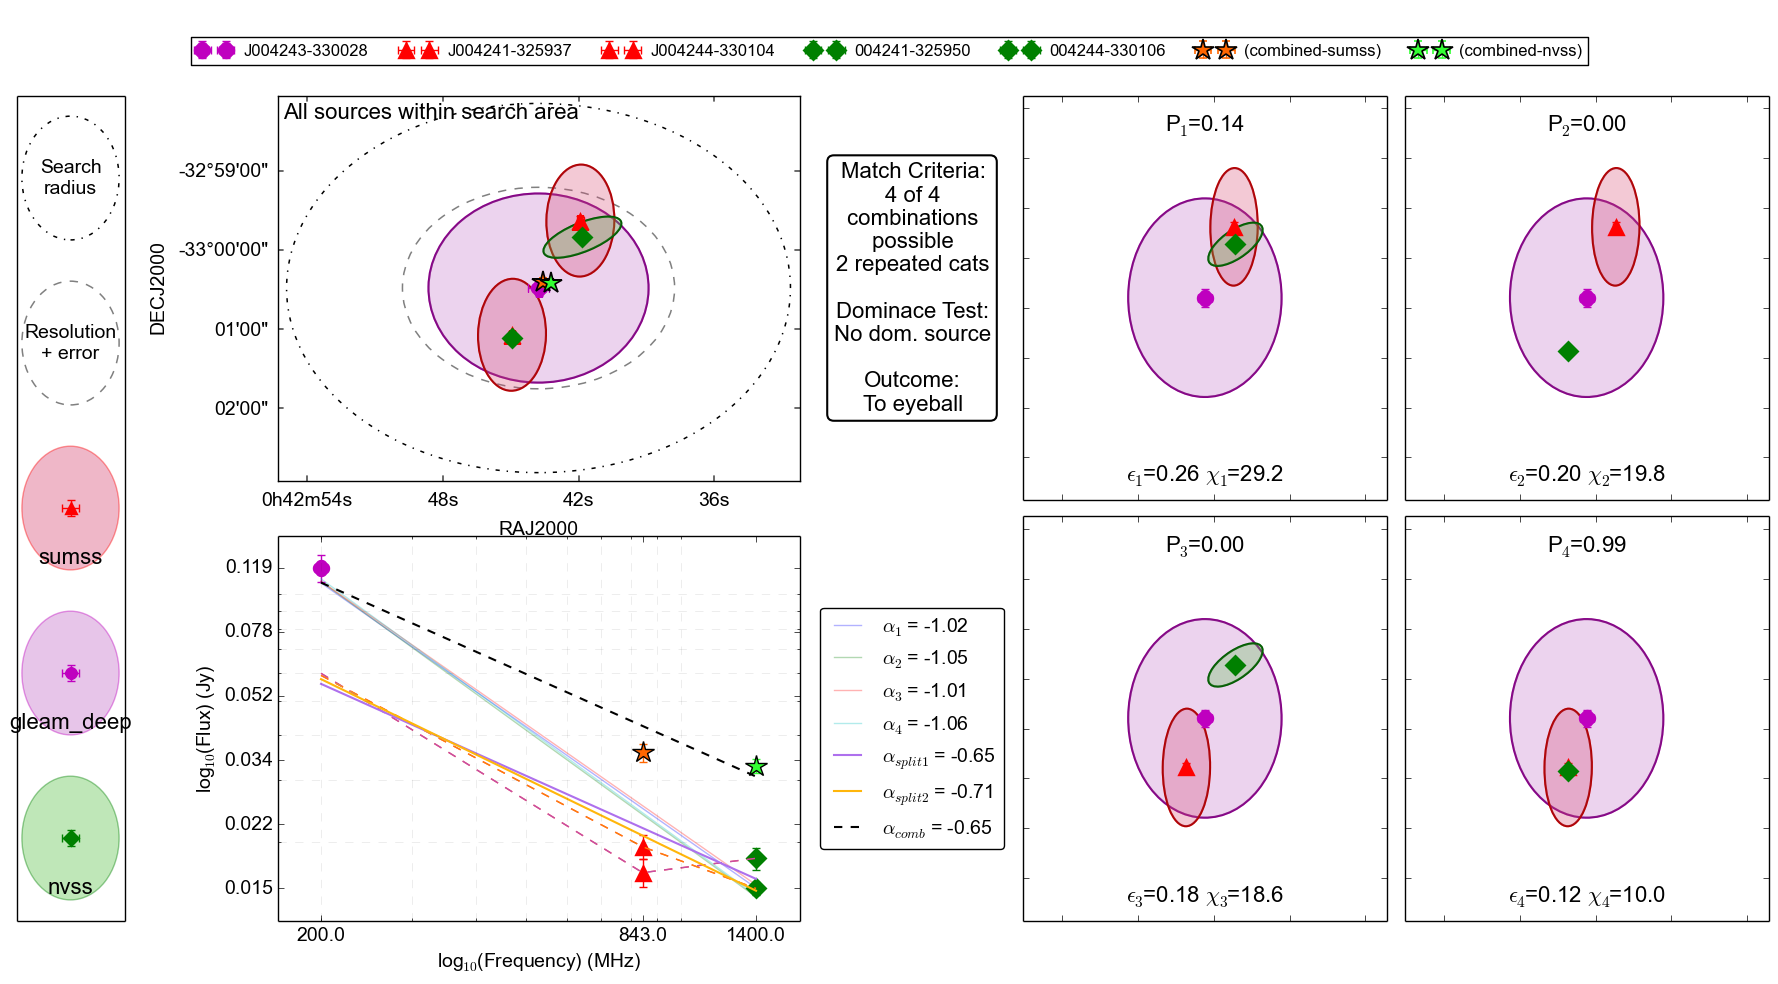 J004243-330028 J004241-325937 J004244-330104 004241-325950 004244-330106 (combined-sumss) (combined-nvss)
Search
radius
Resolution
+ error
sumss
gleam_deep
nvss
All sources within search area
DECJ2000
-32°59'00"
-33°00'00"
01'00"
02'00"
0h42m54s 48s 42s 36s
RAJ2000
Match Criteria:
4 of 4
combinations
possible
2 repeated cats
Dominace Test:
No dom. source
Outcome:
To eyeball
P1=0.14
ϵ1=0.26 χ1=29.2
P2=0.00
ϵ2=0.20 χ2=19.8
P3=0.00
ϵ3=0.18 χ3=18.6
P4=0.99
ϵ4=0.12 χ4=10.0
log10(Flux) (Jy)
0.119
0.078
0.052
0.034
0.022
0.015
200.0 843.0 1400.0
log10(Frequency) (MHz)
α1 = -1.02
α2 = -1.05
α3 = -1.01
α4 = -1.06
αsplit1 = -0.65
αsplit2 = -0.71
αcomb = -0.65